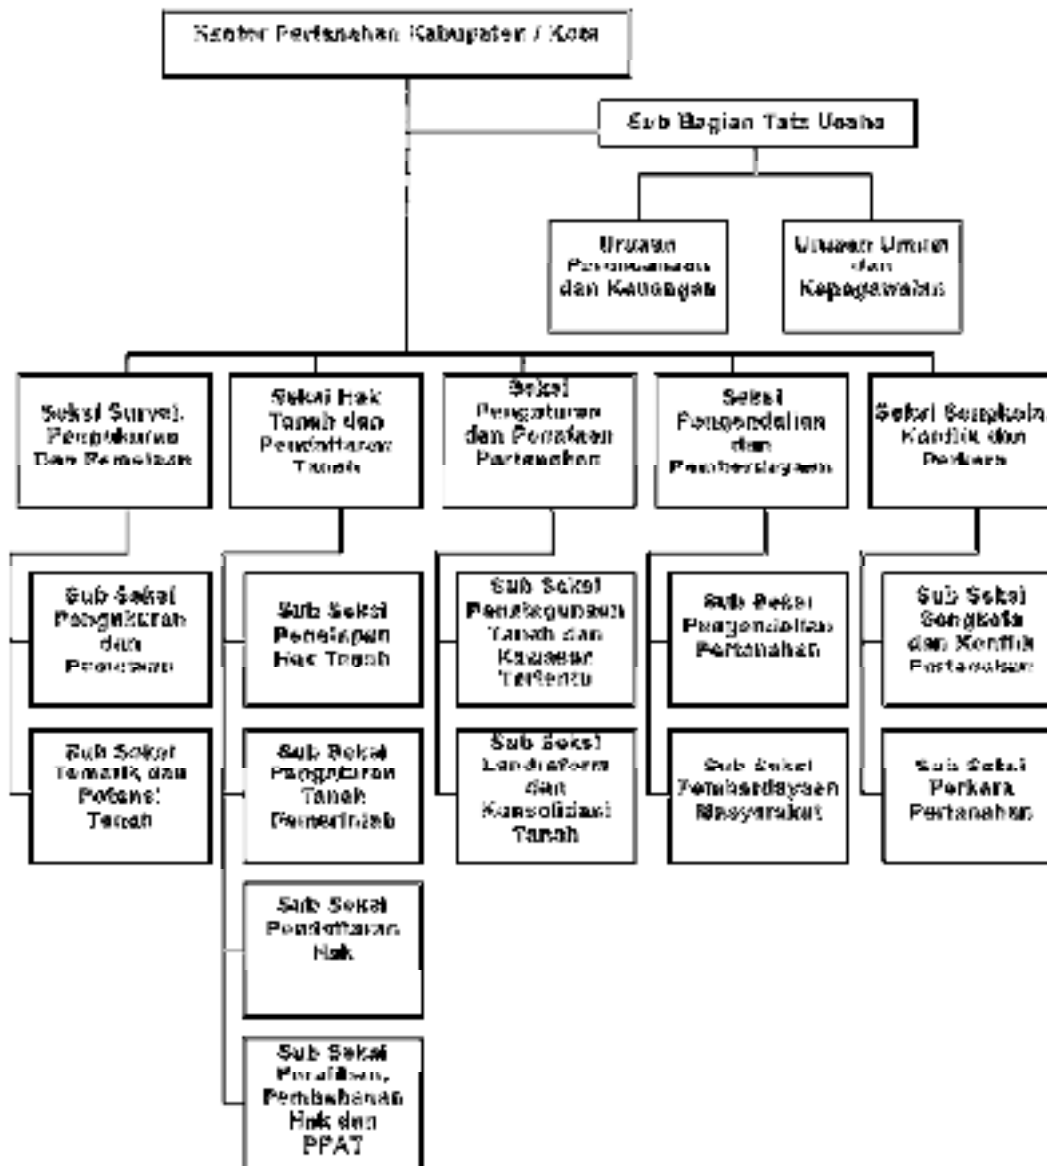 Kantor Pertanahan Kabupaten / Kota
Sub Bagian Tata Usaha
Urusan
Perencanaan
dan Keuangan
Urusan Umum
dan
Kepegawaian
Seksi Survei,
Pengukuran
Dan Pemetaan
Seksi Hak
Tanah dan
Pendaftaran
Tanah
Seksi
Pengaturan
dan Penataan
Pertanahan
Seksi
Pengendalian
dan
Pemberdayaan
Seksi Sengketa,
Konflik dan
Perkara
Sub Seksi
Pengukuran
dan
Pemetaan
Sub Seksi
Penetapan
Hak Tanah
Sub Seksi
Penatagunaan
Tanah dan
Kawasan
Tertentu
Sub Seksi
Pengendalian
Pertanahan
Sub Seksi
Sengketa
dan Konflik
Pertanahan
Sub Seksi
Tematik dan
Potensi
Tanah
Sub Seksi
Pengaturan
Tanah
Pemerintah
Sub Seksi
Landreform
dan
Konsolidasi
Tanah
Sub Seksi
Pemberdayaan
Masyarakat
Sub Seksi
Perkara
Pertanahan
Sub Seksi
Pendaftaran
Hak
Sub Seksi
Peralihan,
Pembebanan
Hak dan
PPAT